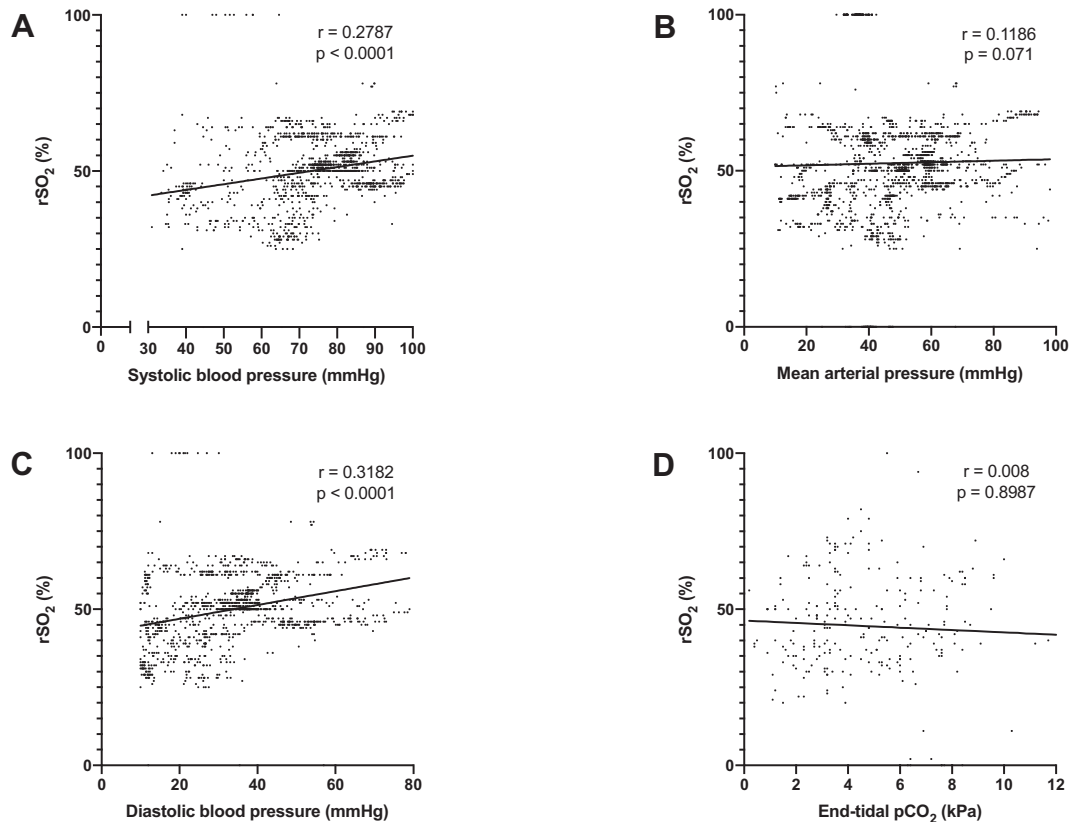 A
r = 0.2787
p < 0.0001
rSO₂ (%)
100
50
0
0 30 40 50 60 70 80 90 100
Systolic blood pressure (mmHg)
B
r = 0.1186
p = 0.071
rSO₂ (%)
100
50
0
0 20 40 60 80 100
Mean arterial pressure (mmHg)
C
r = 0.3182
p < 0.0001
rSO₂ (%)
100
50
0
0 20 40 60 80
Diastolic blood pressure (mmHg)
D
r = 0.008
p = 0.8987
rSO₂ (%)
100
50
0
0 2 4 6 8 10 12
End-tidal pCO₂ (kPa)